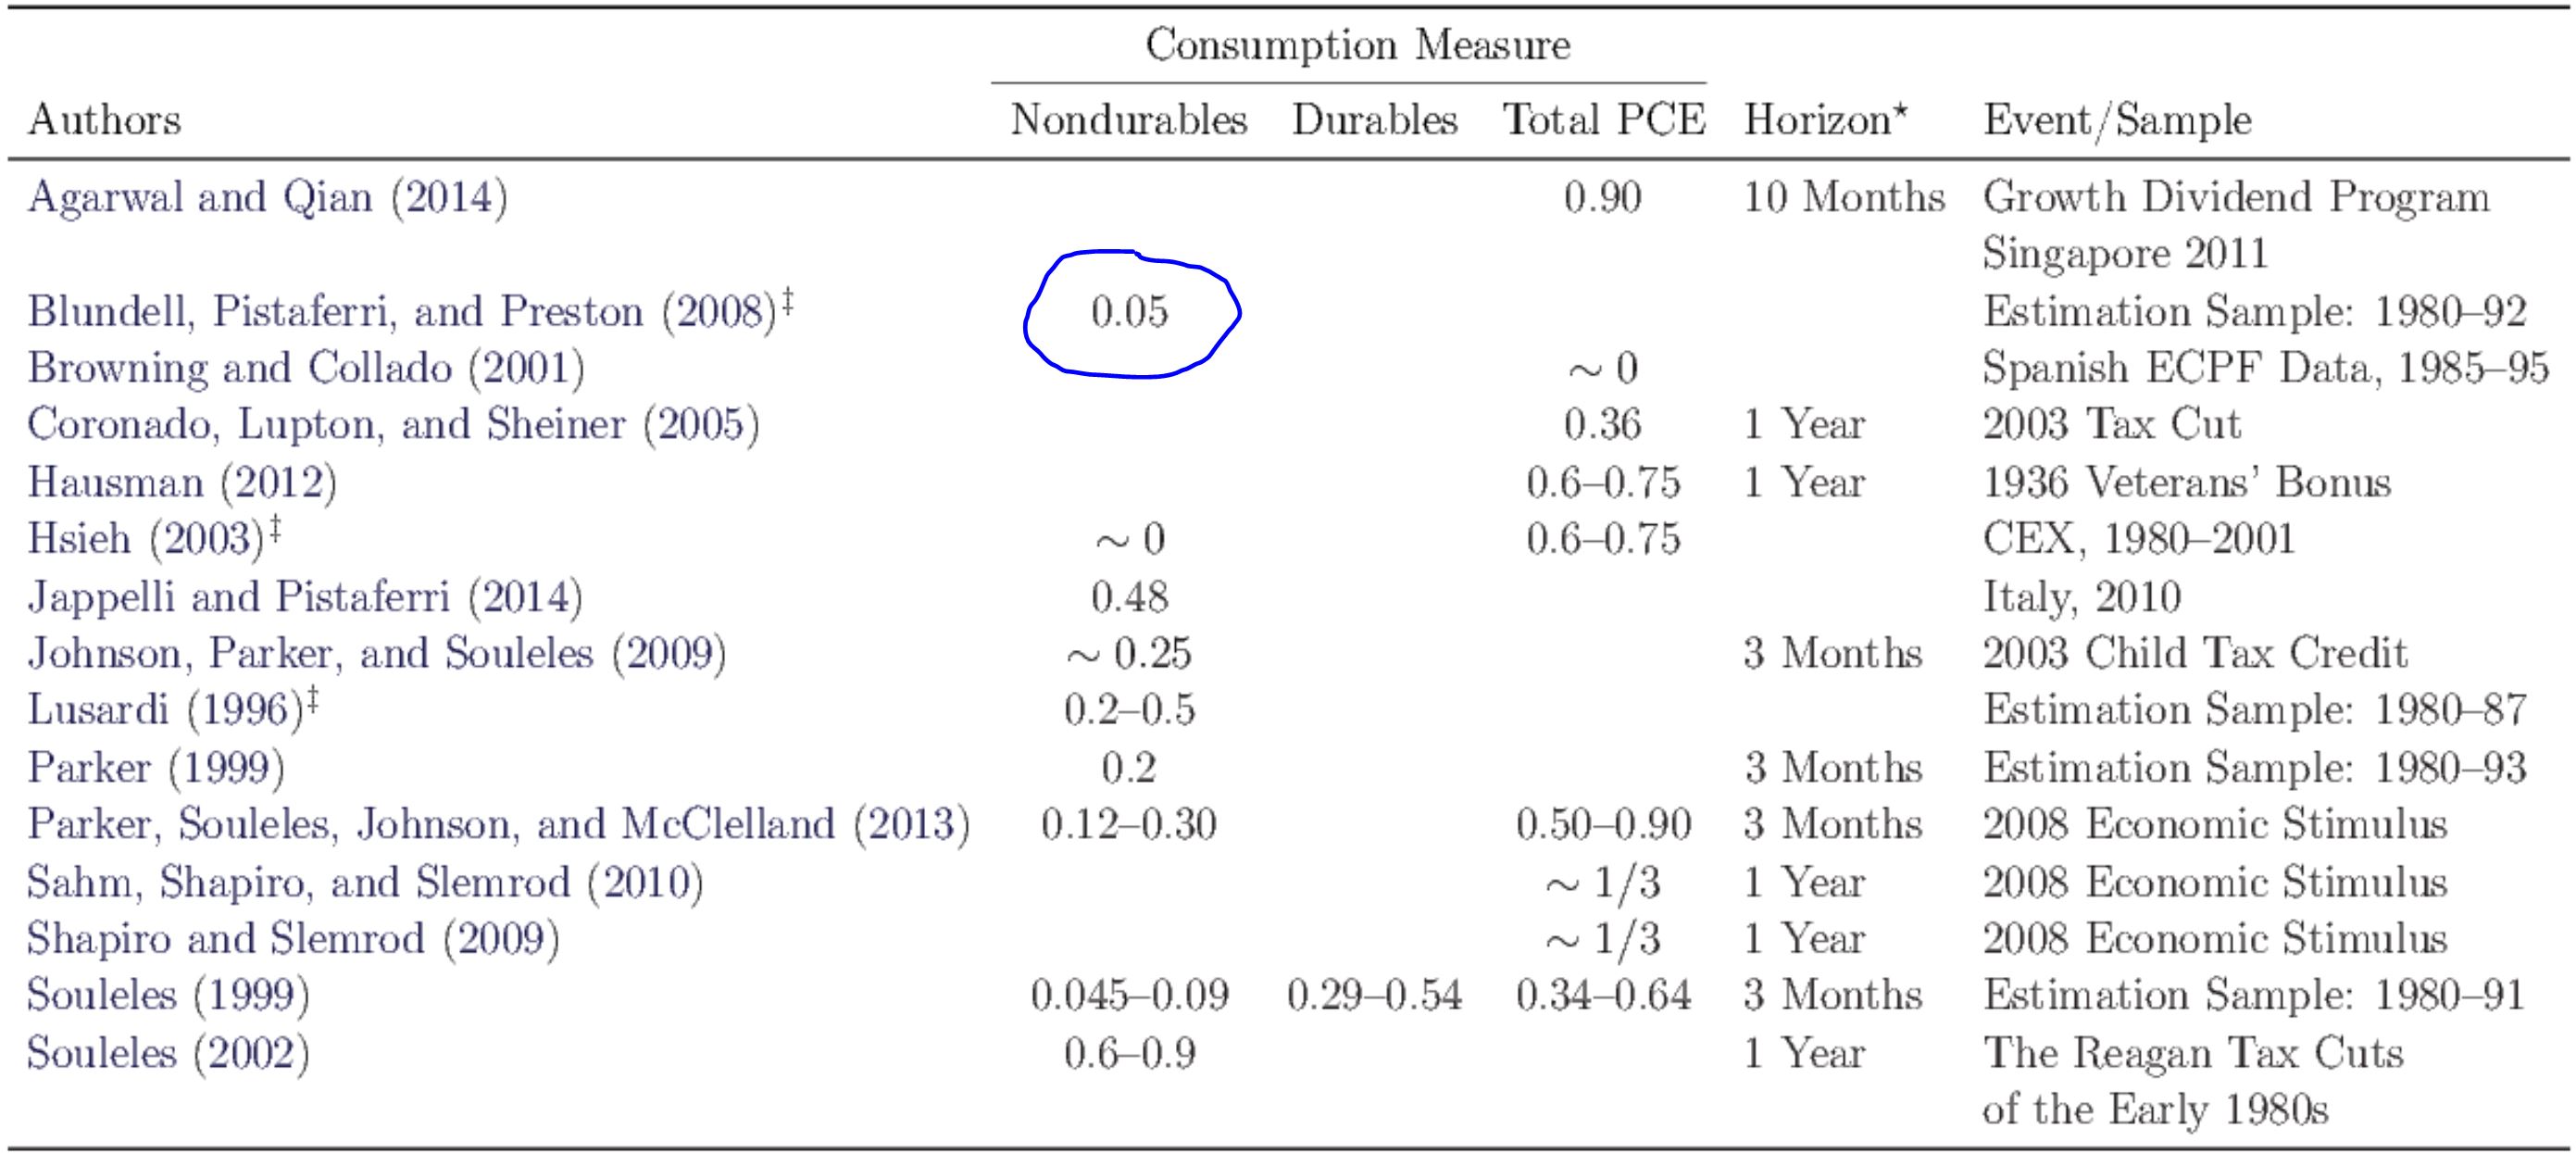 Consumption Measure
Authors Nondurables Durables Total PCE Horizon⋆ Event/Sample
Agarwal and Qian (2014) 0.90 10 Months Growth Dividend Program
Singapore 2011
Blundell, Pistaferri, and Preston (2008)‡ 0.05 Estimation Sample: 1980–92
Browning and Collado (2001) ∼ 0 Spanish ECPF Data, 1985–95
Coronado, Lupton, and Sheiner (2005) 0.36 1 Year 2003 Tax Cut
Hausman (2012) 0.6–0.75 1 Year 1936 Veterans’ Bonus
Hsieh (2003)‡ ∼ 0 0.6–0.75 CEX, 1980–2001
Jappelli and Pistaferri (2014) 0.48 Italy, 2010
Johnson, Parker, and Souleles (2009) ∼ 0.25 3 Months 2003 Child Tax Credit
Lusardi (1996)‡ 0.2–0.5 Estimation Sample: 1980–87
Parker (1999) 0.2 3 Months Estimation Sample: 1980–93
Parker, Souleles, Johnson, and McClelland (2013) 0.12–0.30 0.50–0.90 3 Months 2008 Economic Stimulus
Sahm, Shapiro, and Slemrod (2010) ∼ 1/3 1 Year 2008 Economic Stimulus
Shapiro and Slemrod (2009) ∼ 1/3 1 Year 2008 Economic Stimulus
Souleles (1999) 0.045–0.09 0.29–0.54 0.34–0.64 3 Months Estimation Sample: 1980–91
Souleles (2002) 0.6–0.9 1 Year The Reagan Tax Cuts
of the Early 1980s